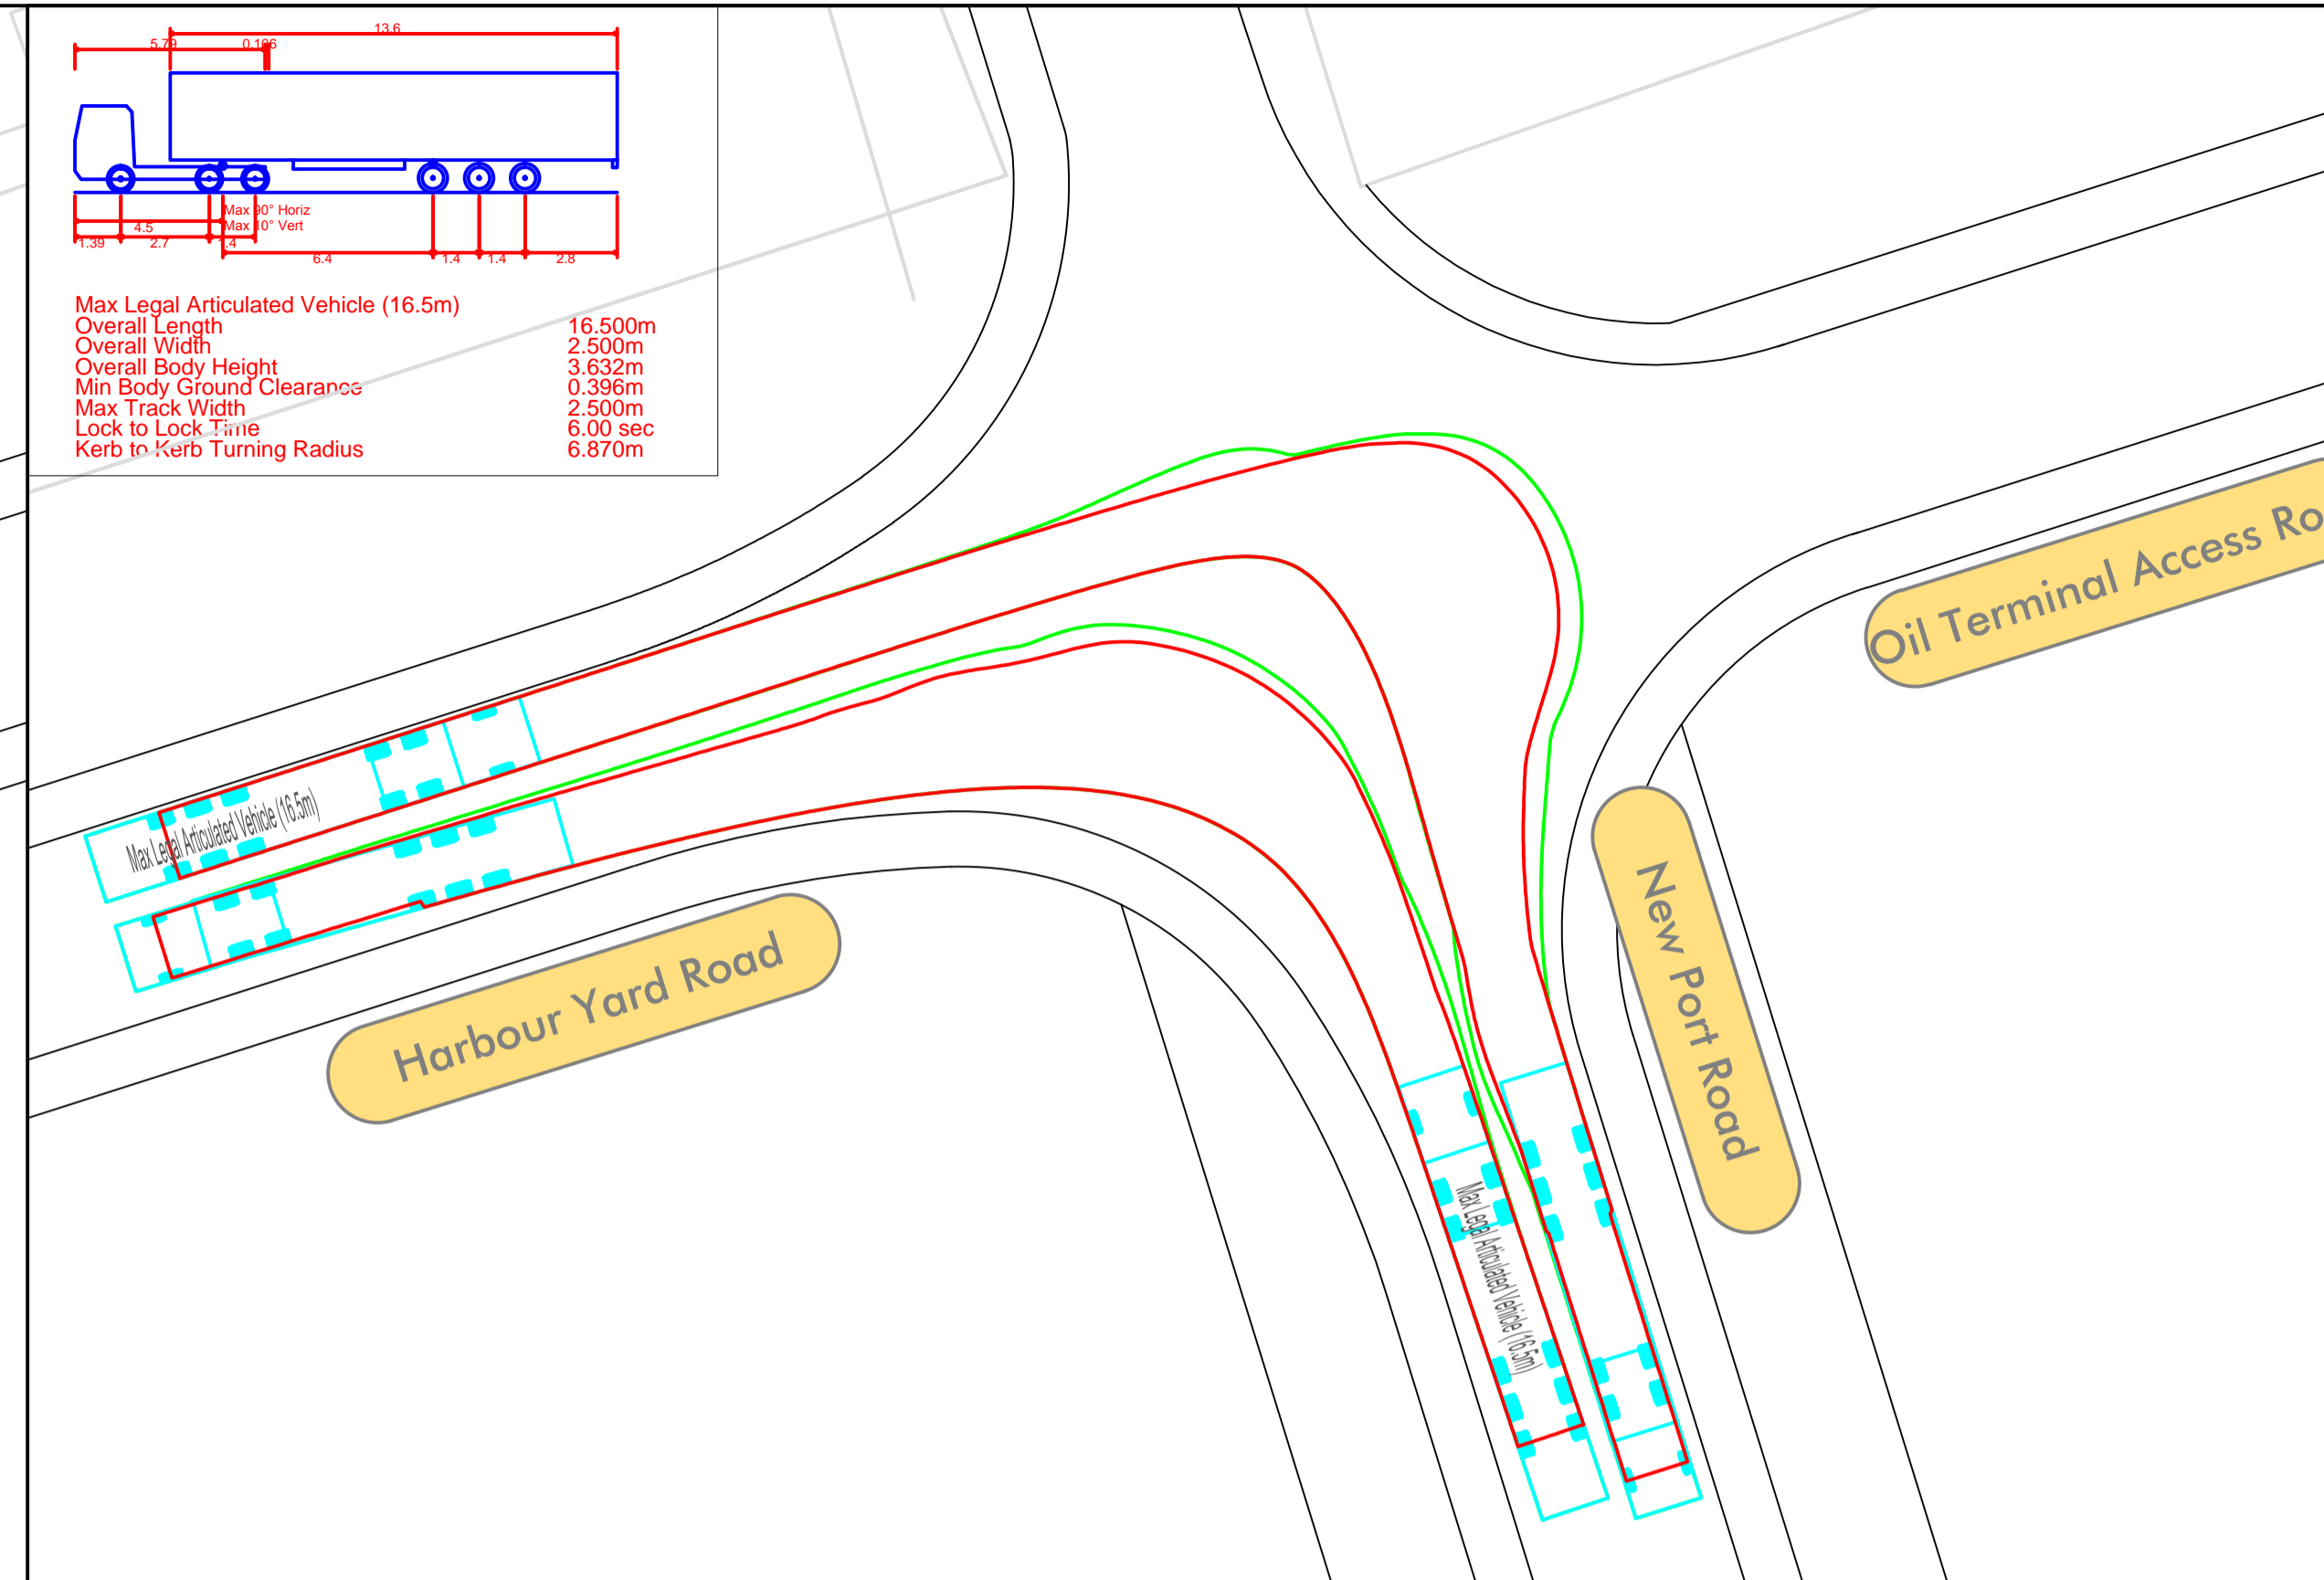 13.6
5.79 0.106
Max 90° Horiz
4.5 Max 10° Vert
1.39 2.7 1.4
6.4 1.4 1.4 2.8
Max Legal Articulated Vehicle (16.5m)
Overall Length 16.500m
Overall Width 2.500m
Overall Body Height 3.632m
Min Body Ground Clearance 0.396m
Max Track Width 2.500m
Lock to Lock Time 6.00 sec
Kerb to Kerb Turning Radius 6.870m
Oil Terminal Access Ro
Max Legal Articulated Vehicle (16.5m)
Harbour Yard Road
New Port Road
Max Legal Articulated Vehicle (16.5m)